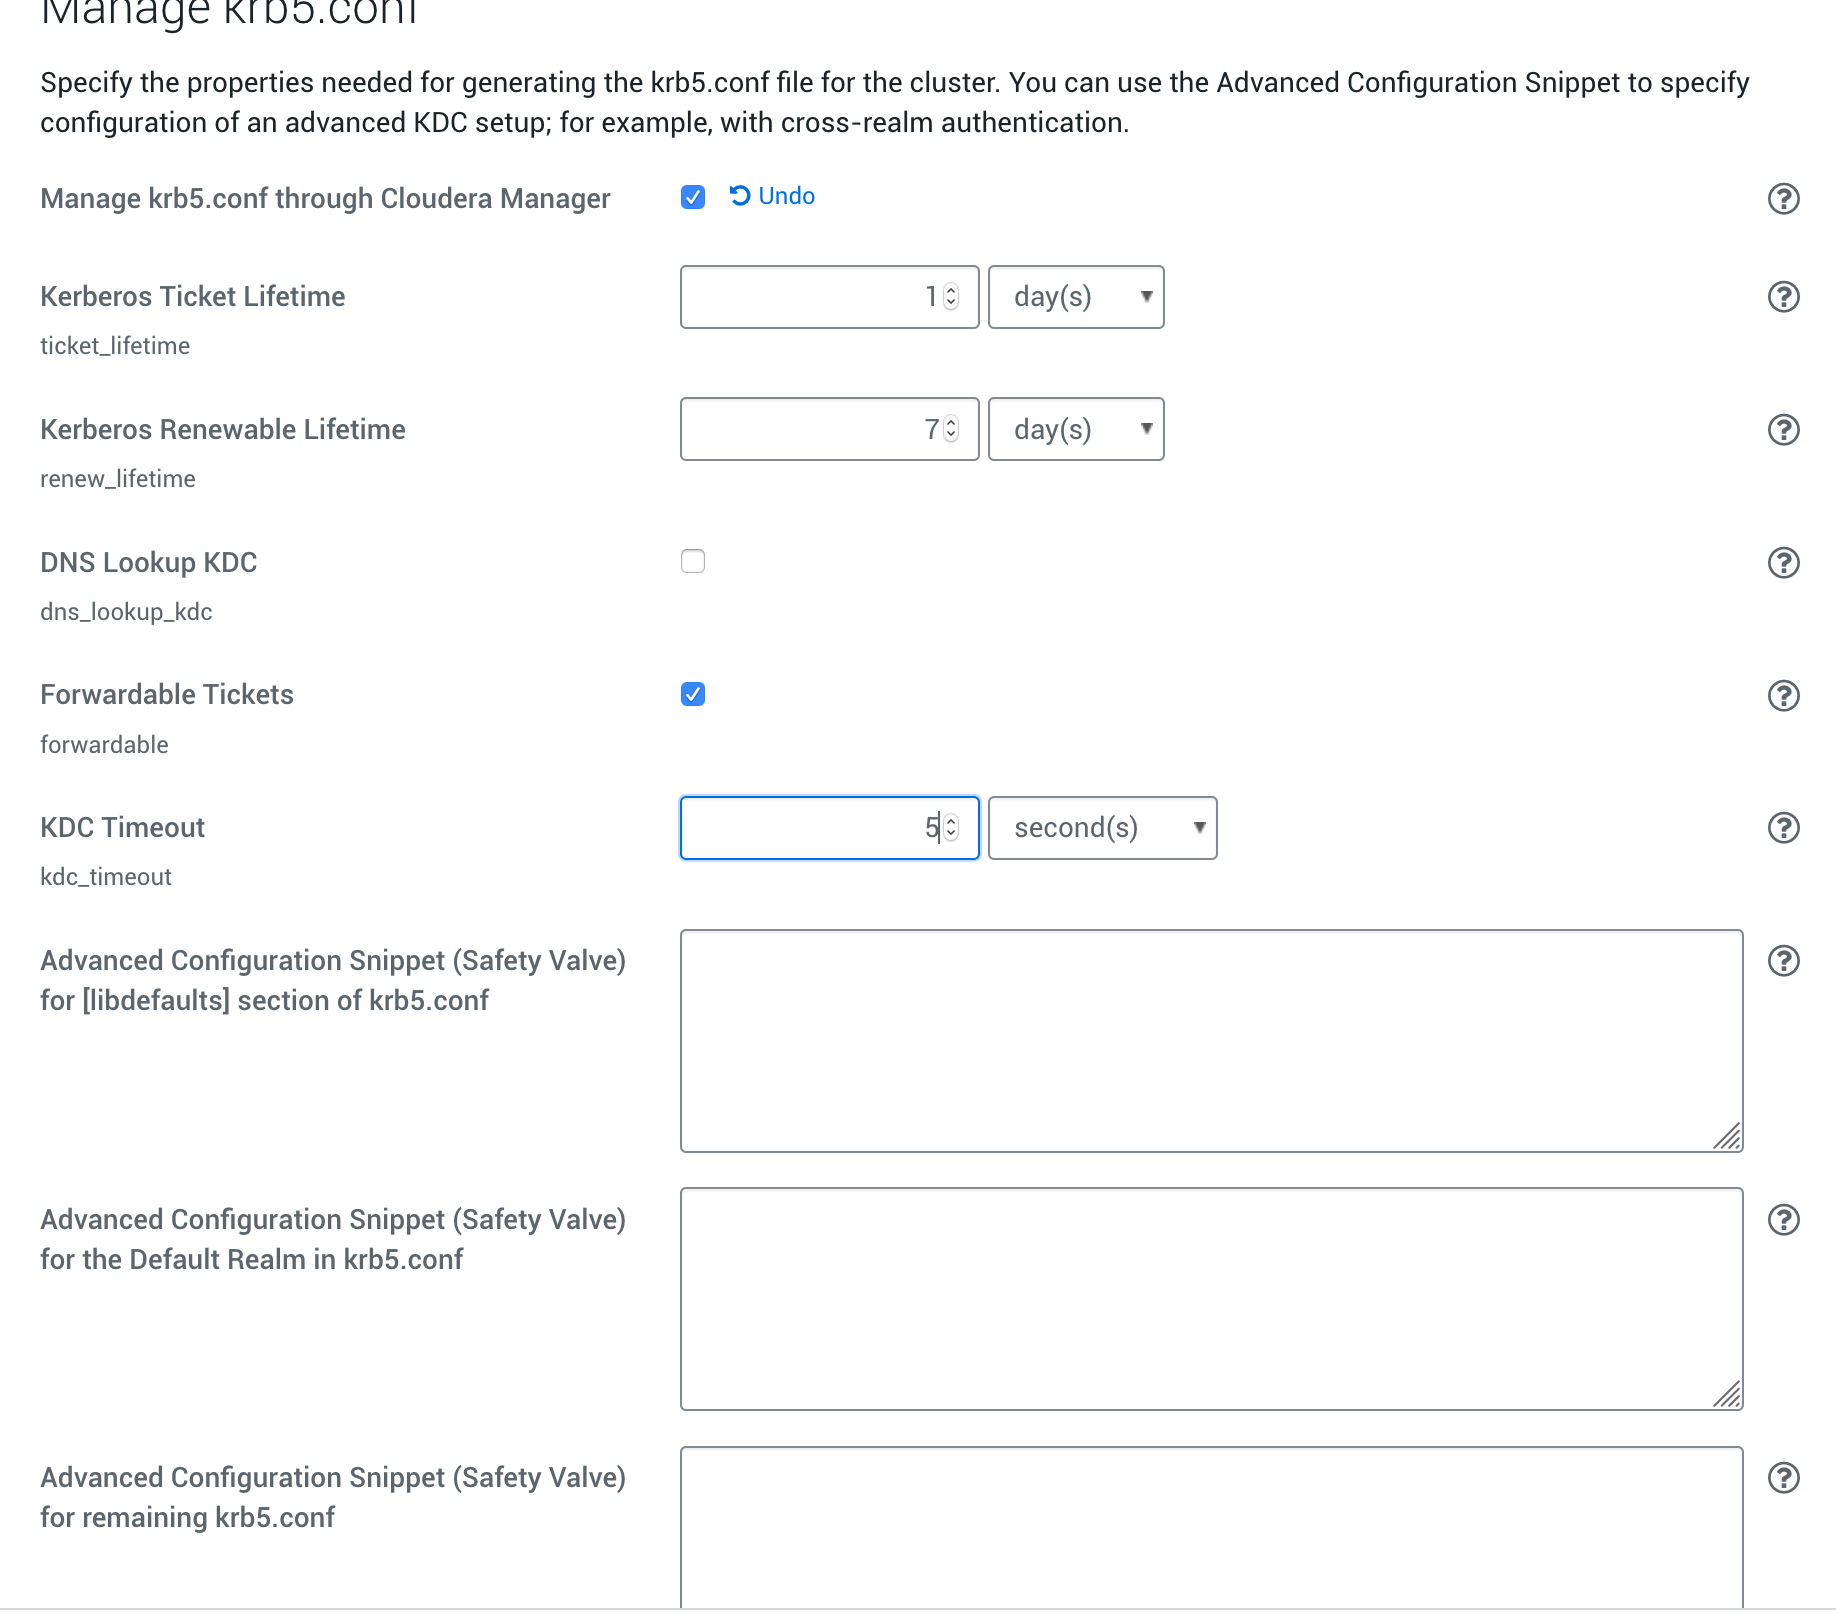 Manage krb5.conf
Specify the properties needed for generating the krb5.conf file for the cluster. You can use the Advanced Configuration Snippet to specify
configuration of an advanced KDC setup; for example, with cross-realm authentication.
Manage krb5.conf through Cloudera Manager
Undo
Kerberos Ticket Lifetime
1 day(s)
ticket_lifetime
Kerberos Renewable Lifetime
7 day(s)
renew_lifetime
DNS Lookup KDC
dns_lookup_kdc
Forwardable Tickets
forwardable
KDC Timeout
5 second(s)
kdc_timeout
Advanced Configuration Snippet (Safety Valve)
for [libdefaults] section of krb5.conf
Advanced Configuration Snippet (Safety Valve)
for the Default Realm in krb5.conf
Advanced Configuration Snippet (Safety Valve)
for remaining krb5.conf